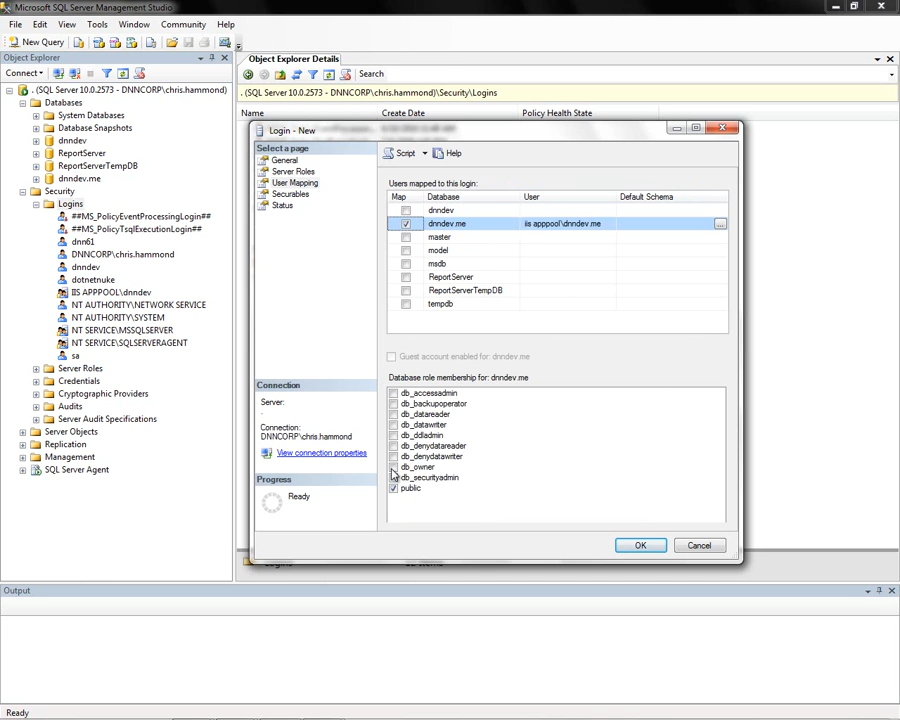 Microsoft SQL Server Management Studio
File Edit View Tools Window Community Help
New Query
Object Explorer
Connect
. (SQL Server 10.0.2573 - DNNCORP\chris.hammond)
Databases
System Databases
Database Snapshots
dnndev
ReportServer
ReportServerTempDB
dnndev.me
Security
Logins
##MS_PolicyEventProcessingLogin##
##MS_PolicyTsqlExecutionLogin##
dnn61
DNNCORP\chris.hammond
dnndev
dotnetnuke
IIS APPPOOL\dnndev
NT AUTHORITY\NETWORK SERVICE
NT AUTHORITY\SYSTEM
NT SERVICE\MSSQLSERVER
NT SERVICE\SQLSERVERAGENT
sa
Server Roles
Credentials
Cryptographic Providers
Audits
Server Audit Specifications
Server Objects
Replication
Management
SQL Server Agent
Object Explorer Details
Search
. (SQL Server 10.0.2573 - DNNCORP\chris.hammond)\Security\Logins
Name Create Date Policy Health State
Login - New
Select a page
General
Server Roles
User Mapping
Securables
Status
Connection
Server:
.
Connection:
DNNCORP\chris.hammond
View connection properties
Progress
Ready
Script Help
Users mapped to this login:
Map Database User Default Schema
dnndev
dnndev.me iis apppool\dnndev.me ...
master
model
msdb
ReportServer
ReportServerTempDB
tempdb
Guest account enabled for: dnndev.me
Database role membership for: dnndev.me
db_accessadmin
db_backupoperator
db_datareader
db_datawriter
db_ddladmin
db_denydatareader
db_denydatawriter
db_owner
db_securityadmin
public
OK Cancel
Output
Ready